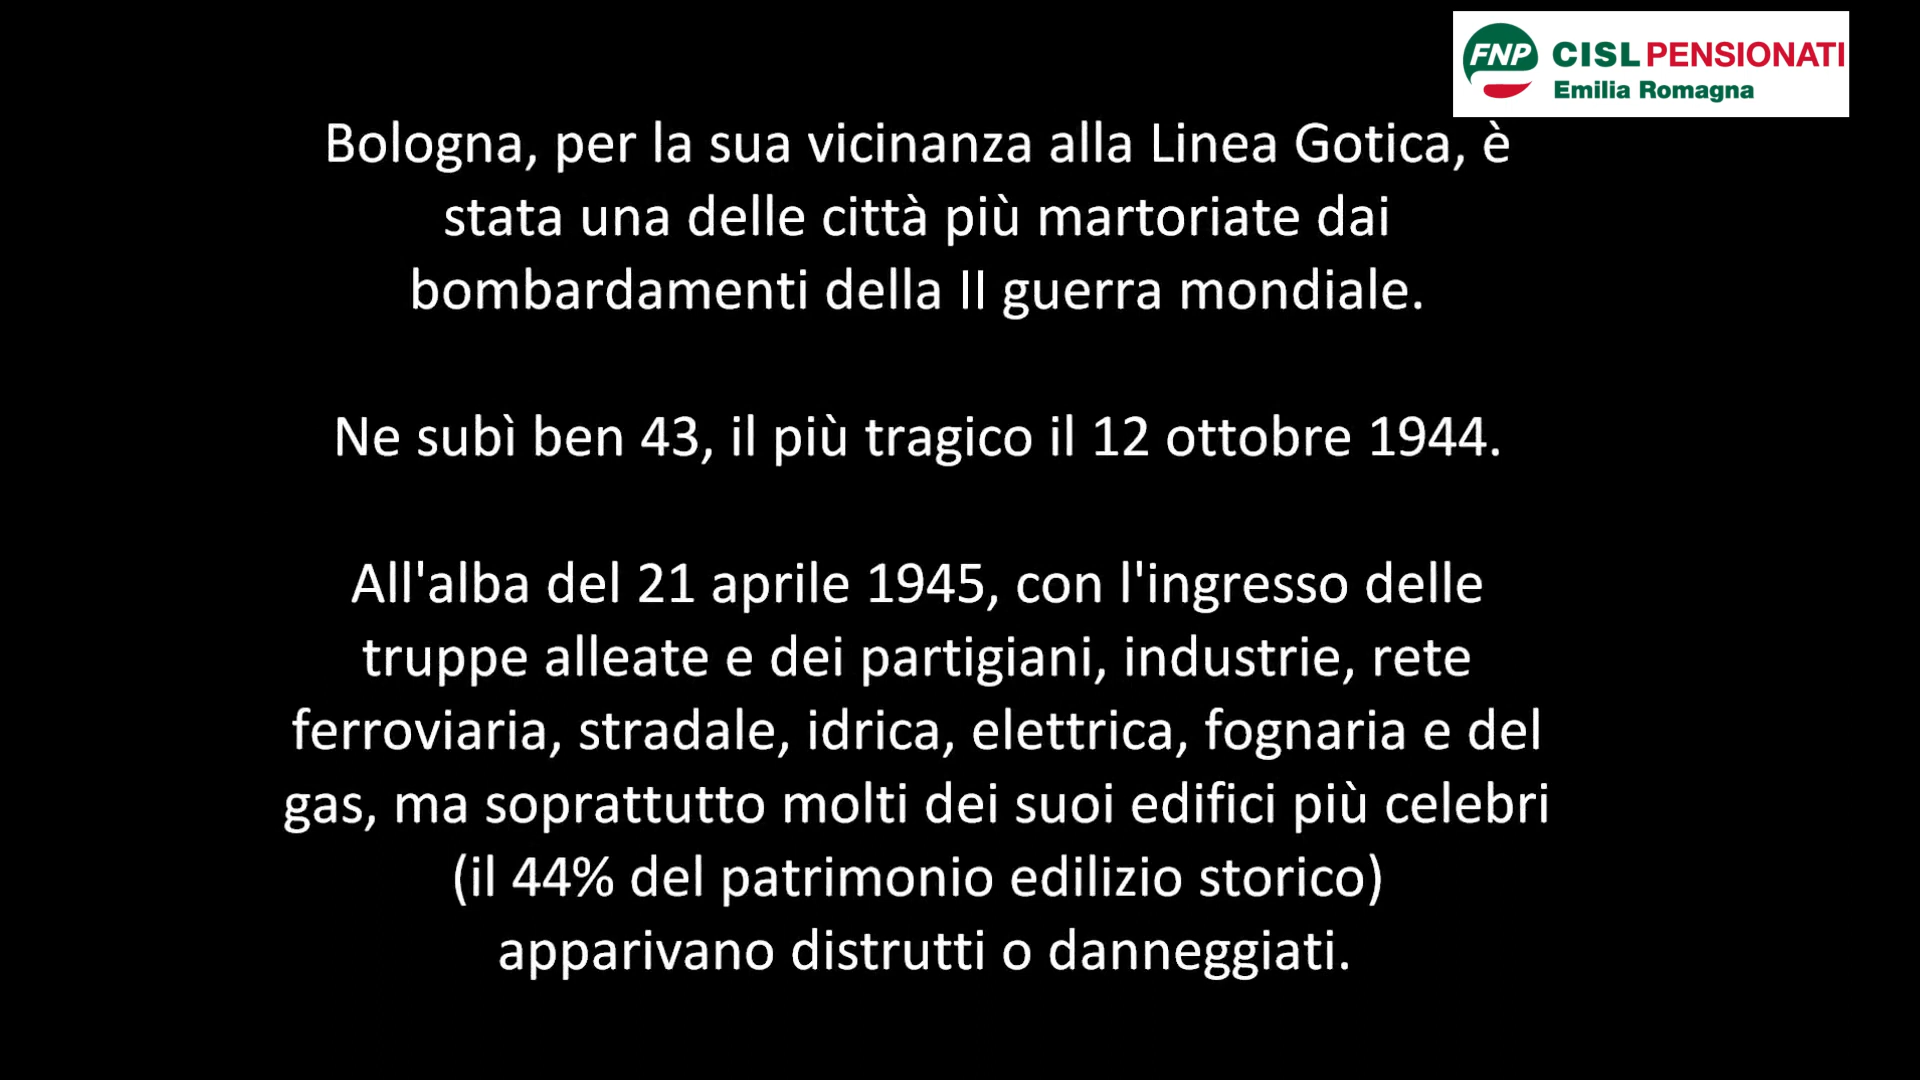 FNP CISL PENSIONATI
Emilia Romagna
Bologna, per la sua vicinanza alla Linea Gotica, è
stata una delle città più martoriate dai
bombardamenti della II guerra mondiale.
Ne subì ben 43, il più tragico il 12 ottobre 1944.
All'alba del 21 aprile 1945, con l'ingresso delle
truppe alleate e dei partigiani, industrie, rete
ferroviaria, stradale, idrica, elettrica, fognaria e del
gas, ma soprattutto molti dei suoi edifici più celebri
(il 44% del patrimonio edilizio storico)
apparivano distrutti o danneggiati.